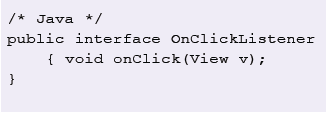 /* Java */
public interface OnClickListener
    { void onClick(View v);
}